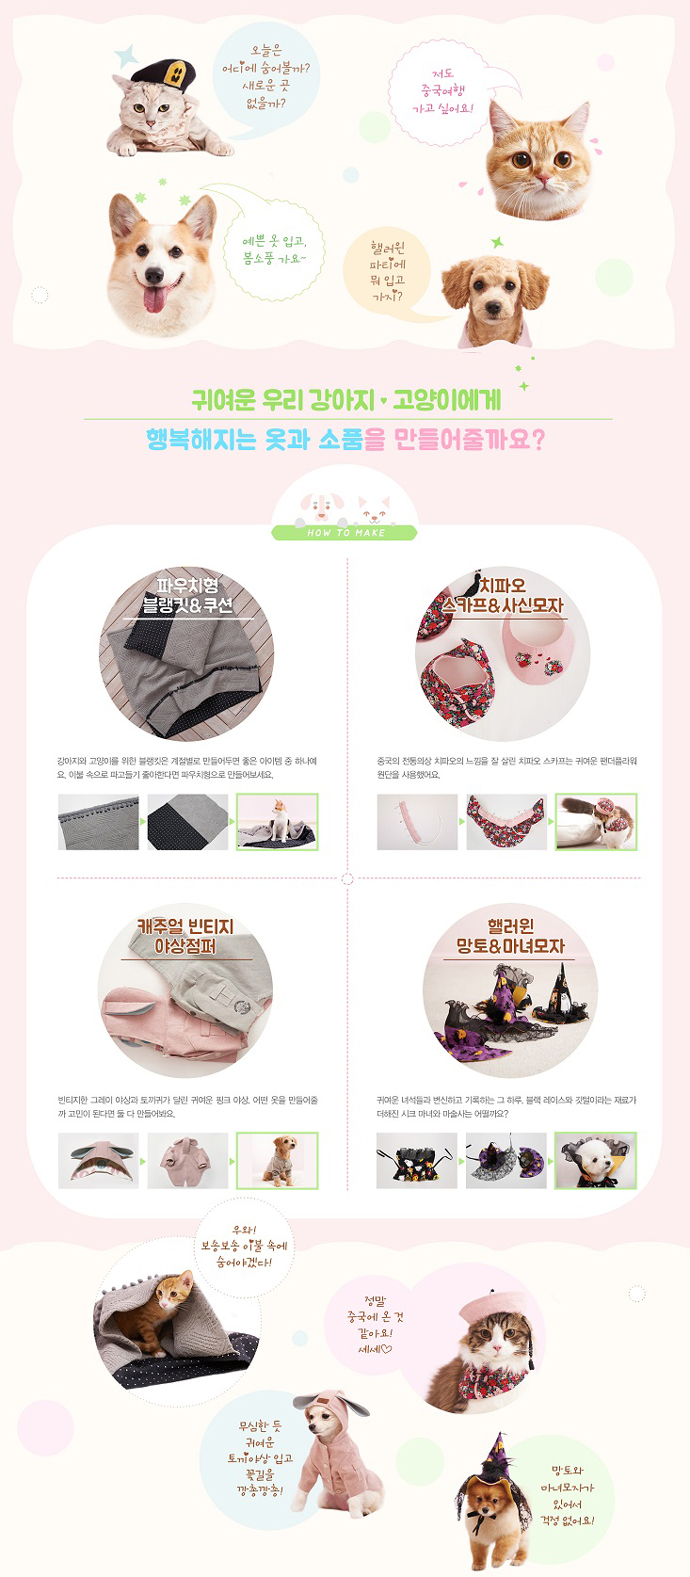 오늘은
어디에 숨어볼까?
새로운 곳
없을까?
저도
중국여행
가고 싶어요!
예쁜 옷 입고,
봄소풍 가요~
핼러윈
파티에
뭐 입고
가지?
귀여운 우리 강아지 ♥ 고양이에게
행복해지는 옷과 소품을 만들어줄까요?
HOW TO MAKE
파우치형
블랭킷&쿠션
강아지와 고양이를 위한 블랭킷은 계절별로 만들어두면 좋은 아이템 중 하나예
요. 이불 속으로 파고들기 좋아한다면 파우치형으로 만들어보세요.
치파오
스카프&사신모자
중국의 전통의상 치파오의 느낌을 잘 살린 치파오 스카프는 귀여운 팬더플라워
원단을 사용했어요.
캐주얼 빈티지
야상점퍼
빈티지한 그레이 야상과 토끼귀가 달린 귀여운 핑크 야상. 어떤 옷을 만들어줄
까 고민이 된다면 둘 다 만들어봐요.
핼러윈
망토&마녀모자
귀여운 녀석들과 변신하고 기록하는 그 하루. 블랙 레이스와 깃털이라는 재료가
더해진 시크 마녀와 마술사는 어떨까요?
우와!
보송보송 이불 속에
숨어야겠다!
정말
중국에 온 것
같아요!
셰셰♡
무심한 듯
귀여운
토끼야상 입고
꽃길을
깡총깡총!
망토와
마녀모자가
있어서
걱정 없어요!